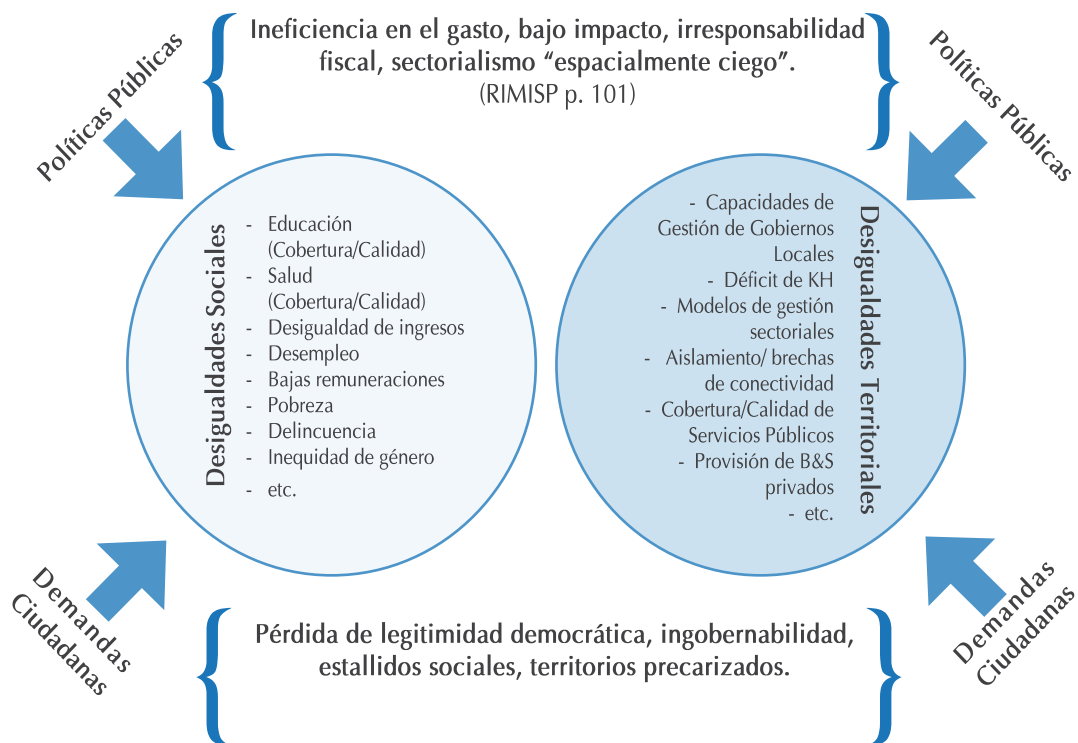 Ineficiencia en el gasto, bajo impacto, irresponsabilidad
fiscal, sectorialismo “espacialmente ciego”.
(RIMISP p. 101)
Políticas Públicas
Políticas Públicas
Desigualdades Sociales
- Educación
(Cobertura/Calidad)
- Salud
(Cobertura/Calidad)
- Desigualdad de ingresos
- Desempleo
- Bajas remuneraciones
- Pobreza
- Delincuencia
- Inequidad de género
- etc.
- Capacidades de
Gestión de Gobiernos
Locales
- Déficit de KH
- Modelos de gestión
sectoriales
- Aislamiento/ brechas
de conectividad
- Cobertura/Calidad de
Servicios Públicos
- Provisión de B&S
privados
- etc.
Desigualdades Territoriales
Demandas
Ciudadanas
Demandas
Ciudadanas
Pérdida de legitimidad democrática, ingobernabilidad,
estallidos sociales, territorios precarizados.